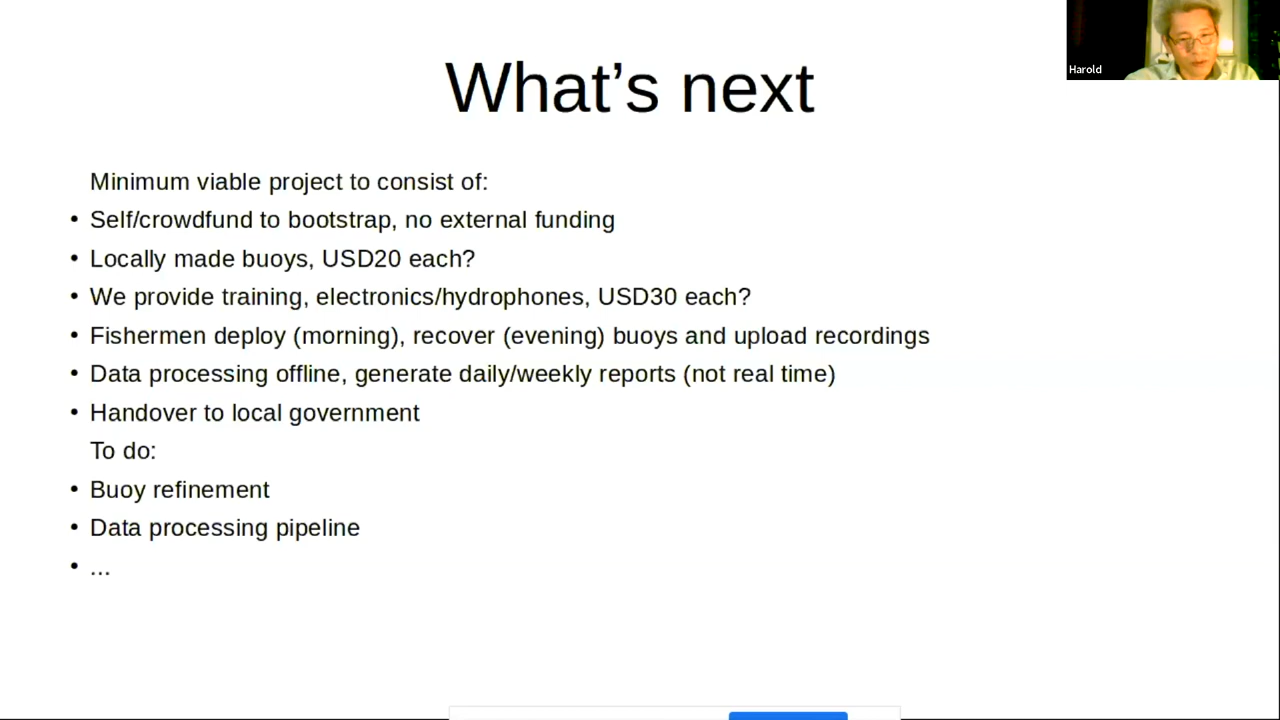 Harold
What’s next
Minimum viable project to consist of:
• Self/crowdfund to bootstrap, no external funding
• Locally made buoys, USD20 each?
• We provide training, electronics/hydrophones, USD30 each?
• Fishermen deploy (morning), recover (evening) buoys and upload recordings
• Data processing offline, generate daily/weekly reports (not real time)
• Handover to local government
To do:
• Buoy refinement
• Data processing pipeline
• ...